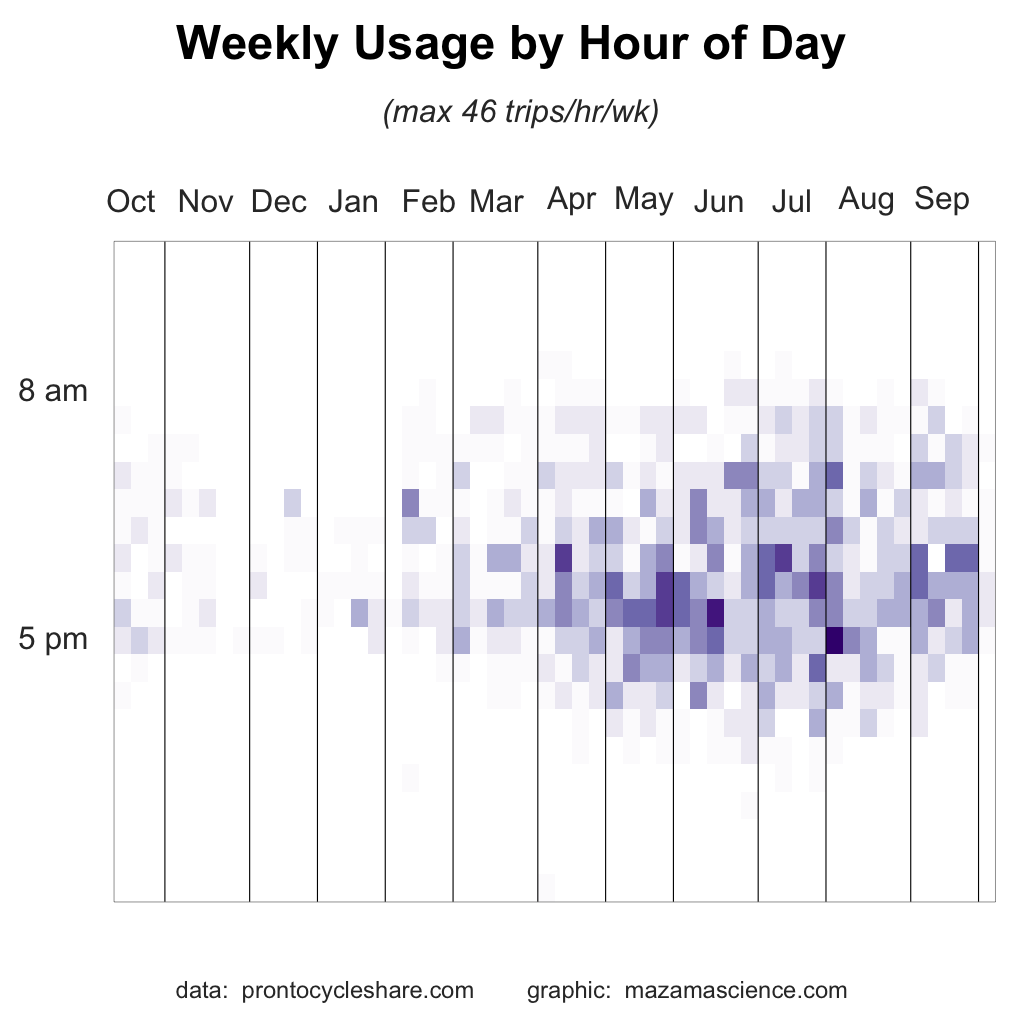 Weekly Usage by Hour of Day
(max 46 trips/hr/wk)
Oct Nov Dec Jan Feb Mar Apr May Jun Jul Aug Sep
8 am
5 pm
data: prontocycleshare.com graphic: mazamascience.com